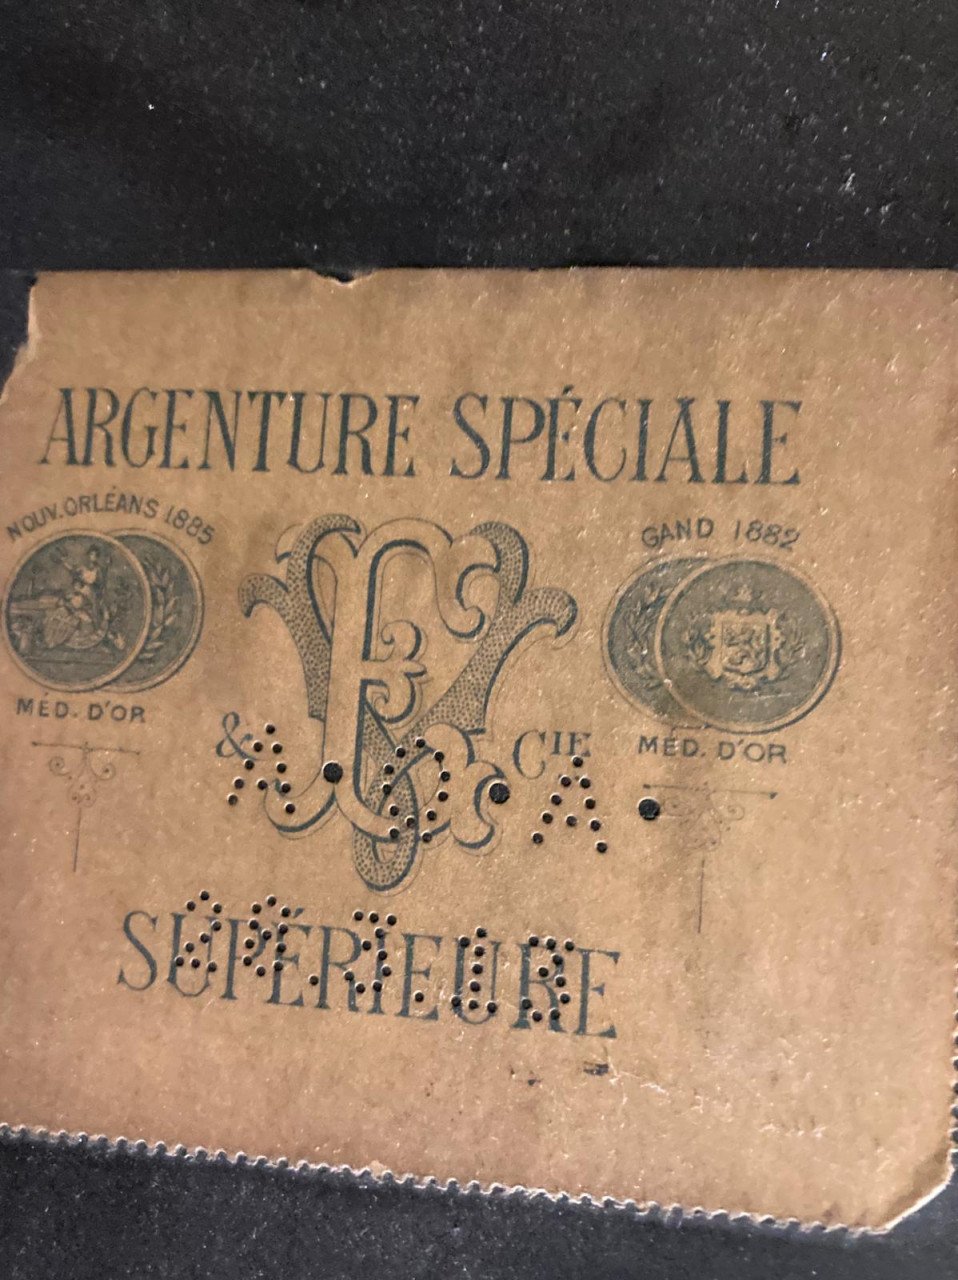 ARGENTURE SPÉCIALE
NOUV. ORLÉANS 1885
GAND 1882
MÉD. D'OR
& CIE
MÉD. D'OR
A. D. A.
SUPÉRIEURE